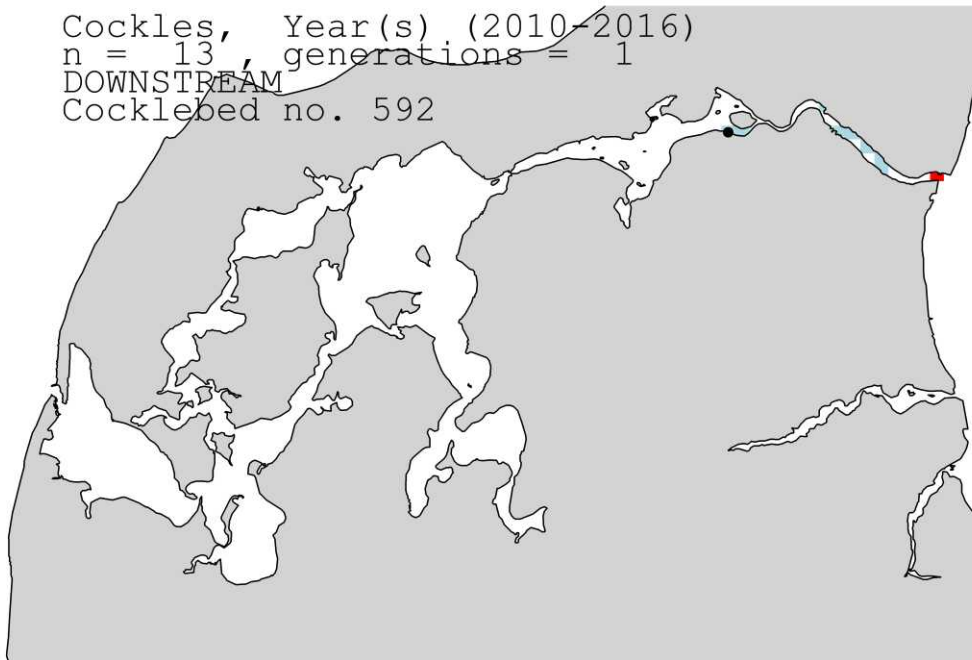 Cockles, Year(s) (2010-2016)
n = 13 , generations = 1
DOWNSTREAM
Cocklebed no. 592